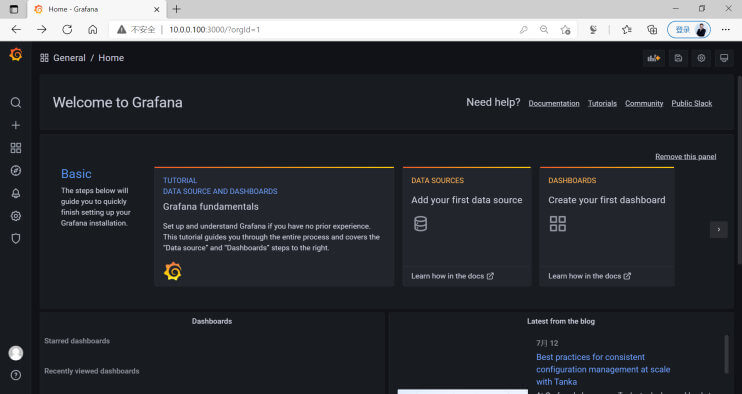 Home - Grafana
不安全 | 10.0.0.100:3000/?orgId=1
登录
General / Home
Welcome to Grafana
Need help? Documentation Tutorials Community Public Slack
Remove this panel
Basic
The steps below will
guide you to quickly
finish setting up your
Grafana installation.
TUTORIAL
DATA SOURCE AND DASHBOARDS
Grafana fundamentals
Set up and understand Grafana if you have no prior experience.
This tutorial guides you through the entire process and covers the
"Data source" and "Dashboards" steps to the right.
DATA SOURCES
Add your first data source
Learn how in the docs
DASHBOARDS
Create your first dashboard
Learn how in the docs
Dashboards
Starred dashboards
Recently viewed dashboards
Latest from the blog
7月 12
Best practices for consistent
configuration management at scale
with Tanka